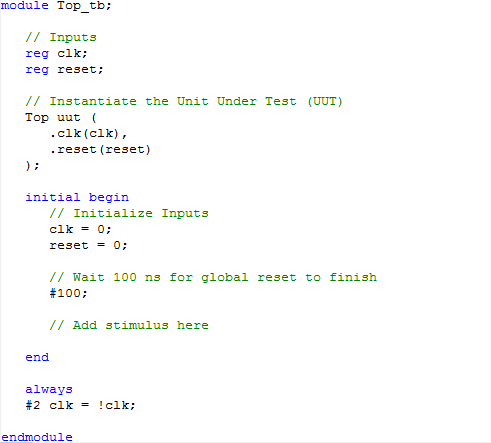 module Top_tb;
// Inputs
reg clk;
reg reset;
// Instantiate the Unit Under Test (UUT)
Top uut (
.clk(clk),
.reset(reset)
);
initial begin
// Initialize Inputs
clk = 0;
reset = 0;
// Wait 100 ns for global reset to finish
#100;
// Add stimulus here
end
always
#2 clk = !clk;
endmodule